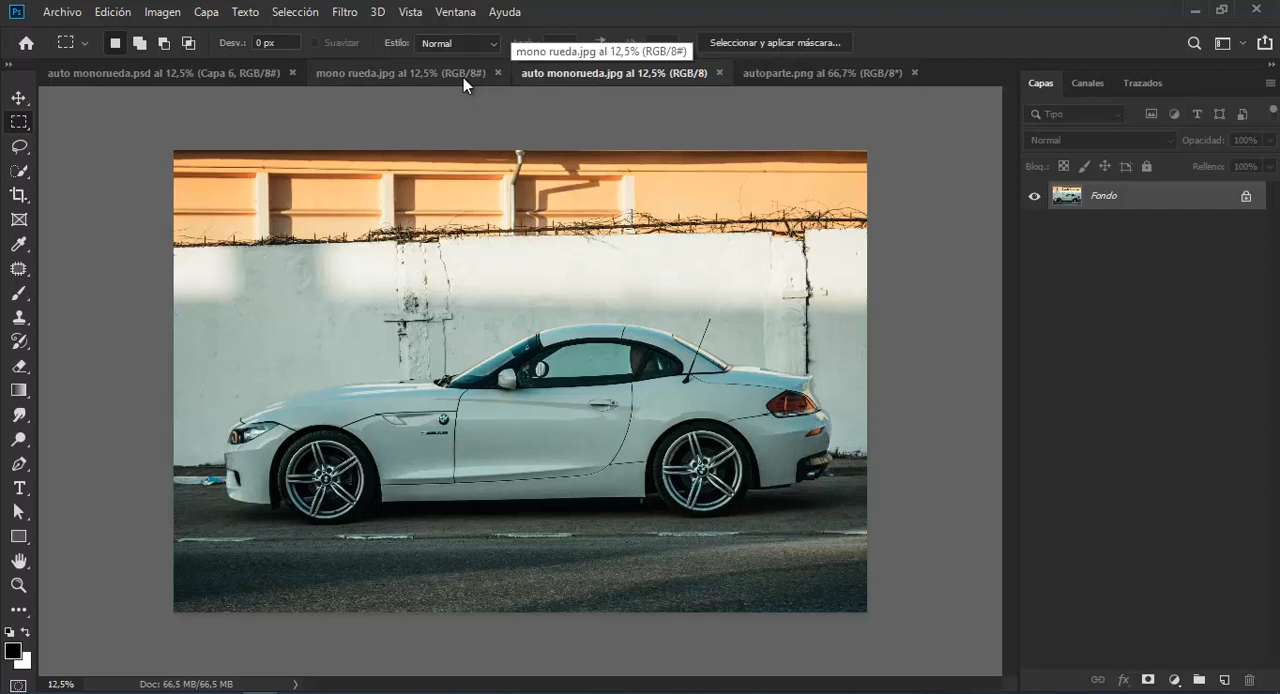 Ps Archivo Edición Imagen Capa Texto Selección Filtro 3D Vista Ventana Ayuda
Desv.: 0 px Suavizar Estilo: Normal Seleccionar y aplicar máscara...
mono rueda.jpg al 12,5% (RGB/8#)
auto monorueda.psd al 12,5% (Capa 6, RGB/8#) × mono rueda.jpg al 12,5% (RGB/8#) × auto monorueda.jpg al 12,5% (RGB/8) × autoparte.png al 66,7% (RGB/8*) ×
Capas Canales Trazados
Tipo
Normal Opacidad: 100%
Bloq.: Relleno: 100%
Fondo
12,5% Doc: 66,5 MB/66,5 MB